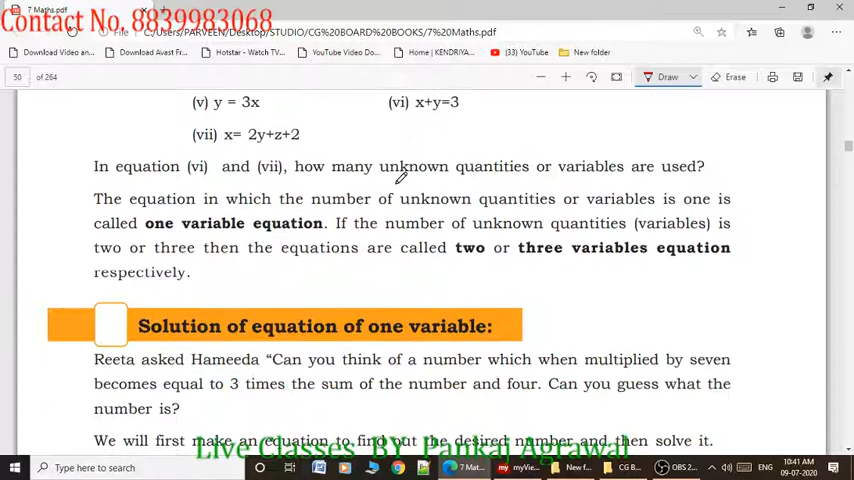 7 Maths.pdf
Contact No. 8839983068
File
C:/Users/PARVEEN/Desktop/STUDIO/CG%20BOARD%20BOOKS/7%20Maths.pdf
Download Video an... Download Avast Fr... Hotstar - Watch TV... YouTube Video Do... Home | KENDRIYA... (33) YouTube New folder
50 of 264 Draw Erase
(v) y = 3x (vi) x+y=3
(vii) x= 2y+z+2
In equation (vi) and (vii), how many unknown quantities or variables are used?
The equation in which the number of unknown quantities or variables is one is
called one variable equation. If the number of unknown quantities (variables) is
two or three then the equations are called two or three variables equation
respectively.
Solution of equation of one variable:
Reeta asked Hameeda “Can you think of a number which when multiplied by seven
becomes equal to 3 times the sum of the number and four. Can you guess what the
number is?
We will first make an equation to find out the desired number and then solve it.
Live Classes BY Pankaj Agrawal
Type here to search 7 Mat... myVie... New f... CG B... OBS 2... ENG 10:41 AM
09-07-2020